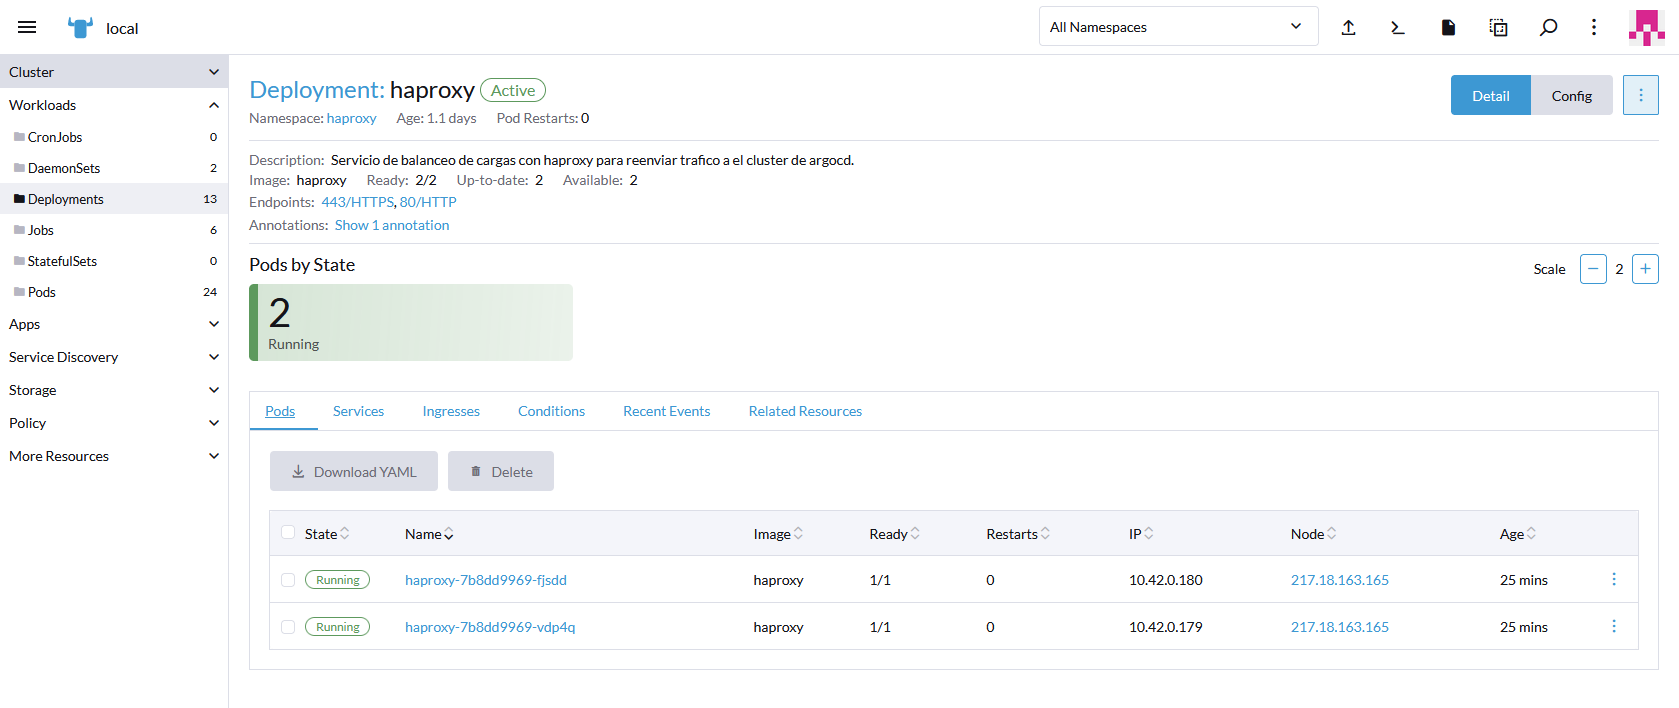 local
All Namespaces
Cluster
Workloads
CronJobs 0
DaemonSets 2
Deployments 13
Jobs 6
StatefulSets 0
Pods 24
Apps
Service Discovery
Storage
Policy
More Resources
Deployment: haproxy Active
Detail Config
Namespace: haproxy Age: 1.1 days Pod Restarts: 0
Description: Servicio de balanceo de cargas con haproxy para reenviar trafico a el cluster de argocd.
Image: haproxy Ready: 2/2 Up-to-date: 2 Available: 2
Endpoints: 443/HTTPS, 80/HTTP
Annotations: Show 1 annotation
Pods by State
Scale − 2 +
2
Running
Pods Services Ingresses Conditions Recent Events Related Resources
Download YAML Delete
State Name Image Ready Restarts IP Node Age
Running haproxy-7b8dd9969-fjsdd haproxy 1/1 0 10.42.0.180 217.18.163.165 25 mins
Running haproxy-7b8dd9969-vdp4q haproxy 1/1 0 10.42.0.179 217.18.163.165 25 mins